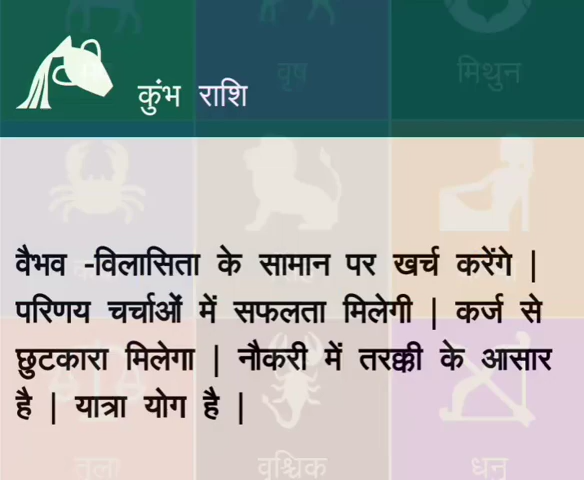 वृष
मिथुन
कुंभ राशि
वैभव -विलासिता के सामान पर खर्च करेंगे |
परिणय चर्चाओं में सफलता मिलेगी | कर्ज से
छुटकारा मिलेगा | नौकरी में तरक्की के आसार
है | यात्रा योग है |
तुला
वृश्चिक
धनु